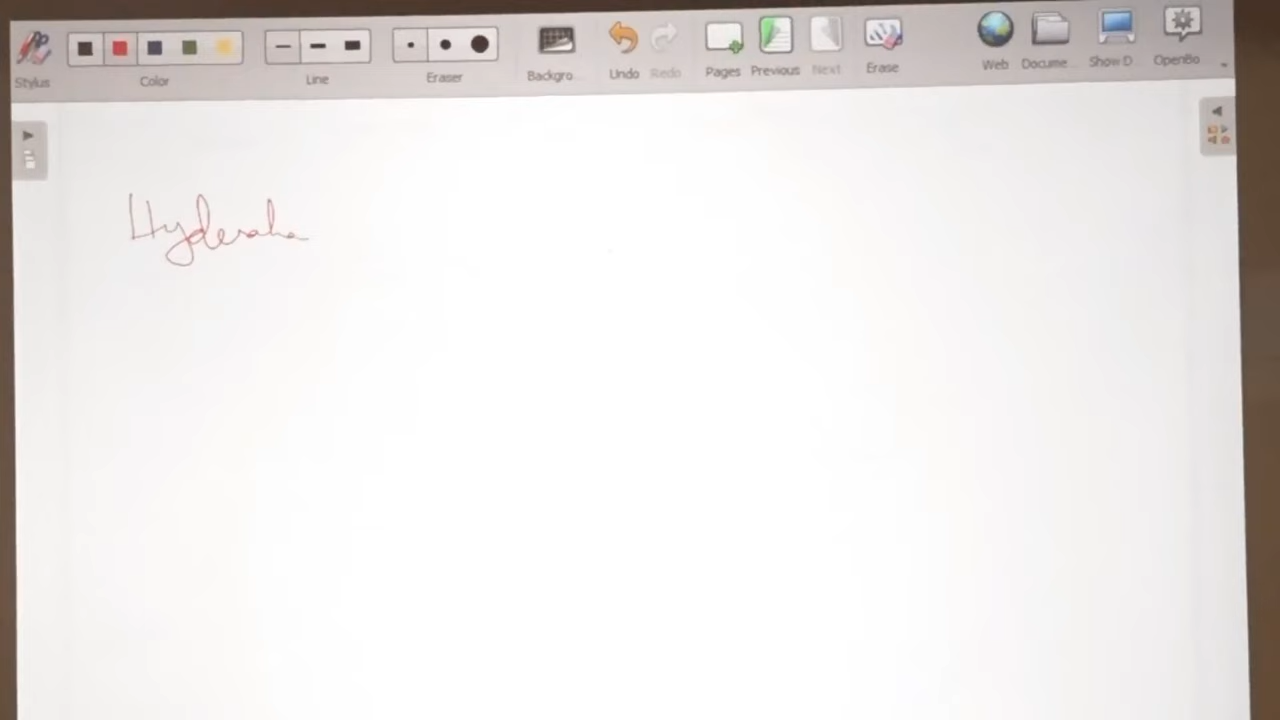 Stylus
Color
Line
Eraser
Backgro...
Undo
Redo
Pages
Previous
Next
Erase
Web
Docume...
Show D...
OpenBo...
Hyderaba